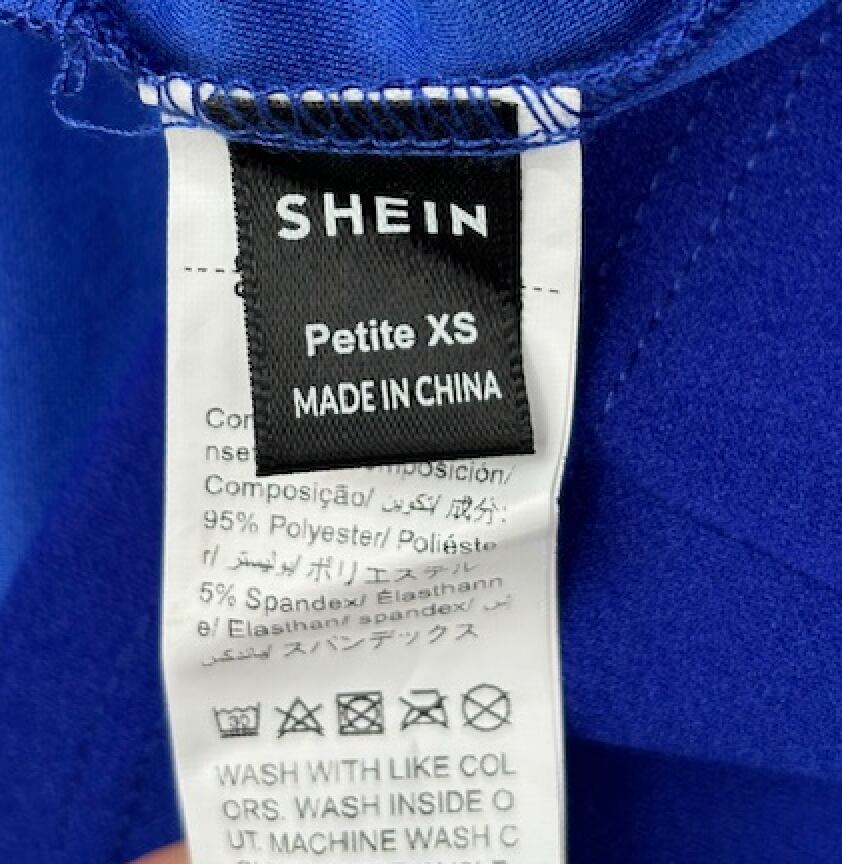 SHEIN
Petite XS
MADE IN CHINA
Composição/ تكوين/ 成分:
95% Polyester/ Poliéste
r/ بوليستر/ ポリエステル
5% Spandex/ Élasthann
e/ Elasthan/ spandex/
スパンデックス
30
WASH WITH LIKE COL
ORS. WASH INSIDE O
UT. MACHINE WASH C